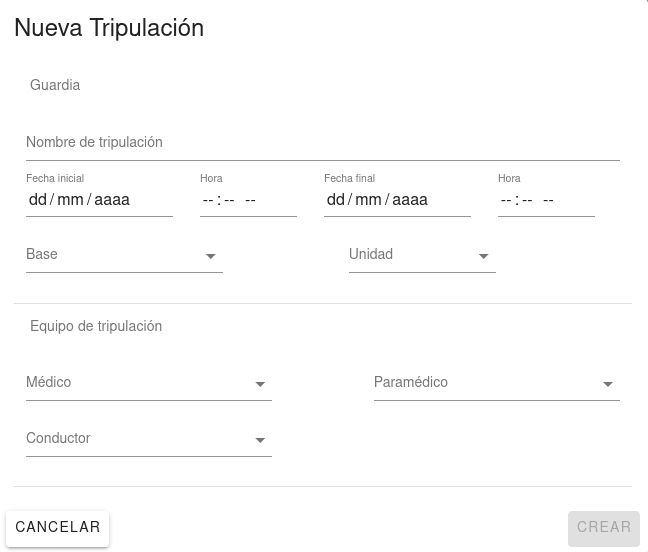 Nueva Tripulación
Guardia
Nombre de tripulación
Fecha inicial Hora Fecha final Hora
dd/mm/aaaa --:-- -- dd/mm/aaaa --:-- --
Base Unidad
Equipo de tripulación
Médico Paramédico
Conductor
CANCELAR CREAR